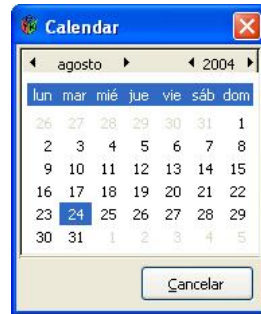 Calendar
agosto 2004
lun mar mié jue vie sáb dom
26 27 28 29 30 31 1
2 3 4 5 6 7 8
9 10 11 12 13 14 15
16 17 18 19 20 21 22
23 24 25 26 27 28 29
30 31 1 2 3 4 5
Cancelar